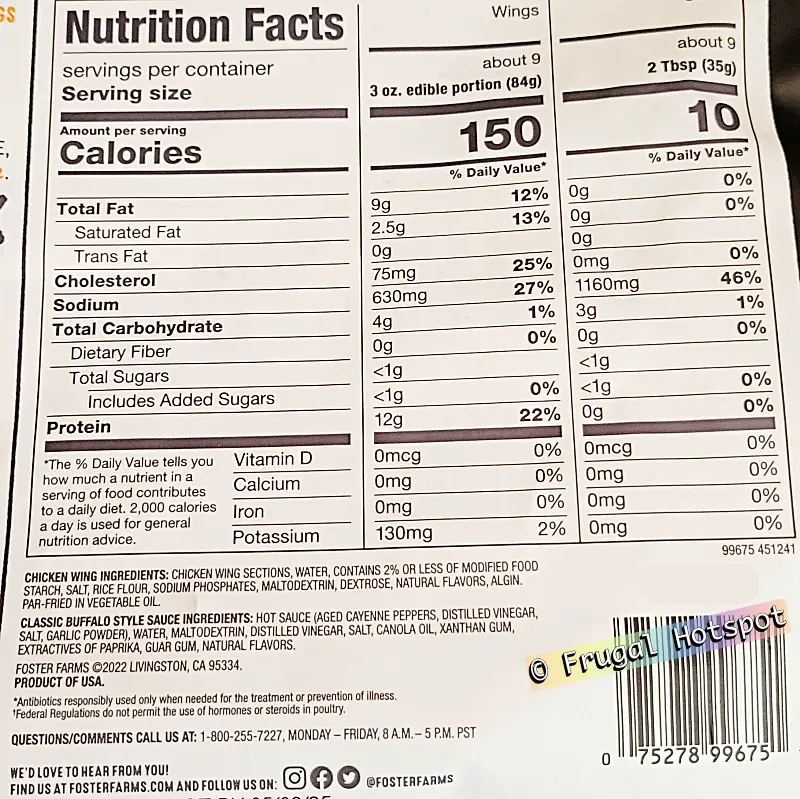 GS
Nutrition Facts
Wings
servings per container about 9 about 9
Serving size 3 oz. edible portion (84g) 2 Tbsp (35g)
Amount per serving
Calories 150 10
% Daily Value* % Daily Value*
Total Fat 9g 12% 0g 0%
Saturated Fat 2.5g 13% 0g 0%
Trans Fat 0g 0g
Cholesterol 75mg 25% 0mg 0%
Sodium 630mg 27% 1160mg 46%
Total Carbohydrate 4g 1% 3g 1%
Dietary Fiber 0g 0% 0g 0%
Total Sugars <1g <1g
Includes Added Sugars <1g 0% <1g 0%
Protein 12g 22% 0g 0%
Vitamin D 0mcg 0% 0mcg 0%
Calcium 0mg 0% 0mg 0%
Iron 0mg 0% 0mg 0%
Potassium 130mg 2% 0mg 0%
*The % Daily Value tells you
how much a nutrient in a
serving of food contributes
to a daily diet. 2,000 calories
a day is used for general
nutrition advice.
99675 451241
CHICKEN WING INGREDIENTS: CHICKEN WING SECTIONS, WATER, CONTAINS 2% OR LESS OF MODIFIED FOOD
STARCH, SALT, RICE FLOUR, SODIUM PHOSPHATES, MALTODEXTRIN, DEXTROSE, NATURAL FLAVORS, ALGIN.
PAR-FRIED IN VEGETABLE OIL.
CLASSIC BUFFALO STYLE SAUCE INGREDIENTS: HOT SAUCE (AGED CAYENNE PEPPERS, DISTILLED VINEGAR,
SALT, GARLIC POWDER), WATER, MALTODEXTRIN, DISTILLED VINEGAR, SALT, CANOLA OIL, XANTHAN GUM,
EXTRACTIVES OF PAPRIKA, GUAR GUM, NATURAL FLAVORS.
FOSTER FARMS ©2022 LIVINGSTON, CA 95334.
PRODUCT OF USA.
*Antibiotics responsibly used only when needed for the treatment or prevention of illness.
†Federal Regulations do not permit the use of hormones or steroids in poultry.
QUESTIONS/COMMENTS CALL US AT: 1-800-255-7227, MONDAY – FRIDAY, 8 A.M. – 5 P.M. PST
WE'D LOVE TO HEAR FROM YOU!
FIND US AT FOSTERFARMS.COM AND FOLLOW US ON: @FOSTERFARMS
© Frugal Hotspot
0 75278 99675